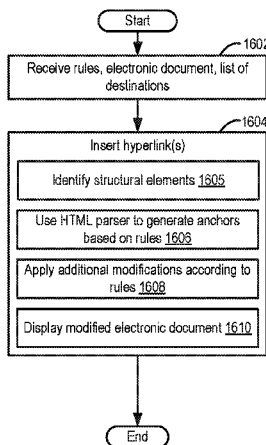 Start
1602
Receive rules, electronic document, list of
destinations
1604
Insert hyperlink(s)
Identify structural elements 1605
Use HTML parser to generate anchors
based on rules 1606
Apply additional modifications according to
rules 1608
Display modified electronic document 1610
End